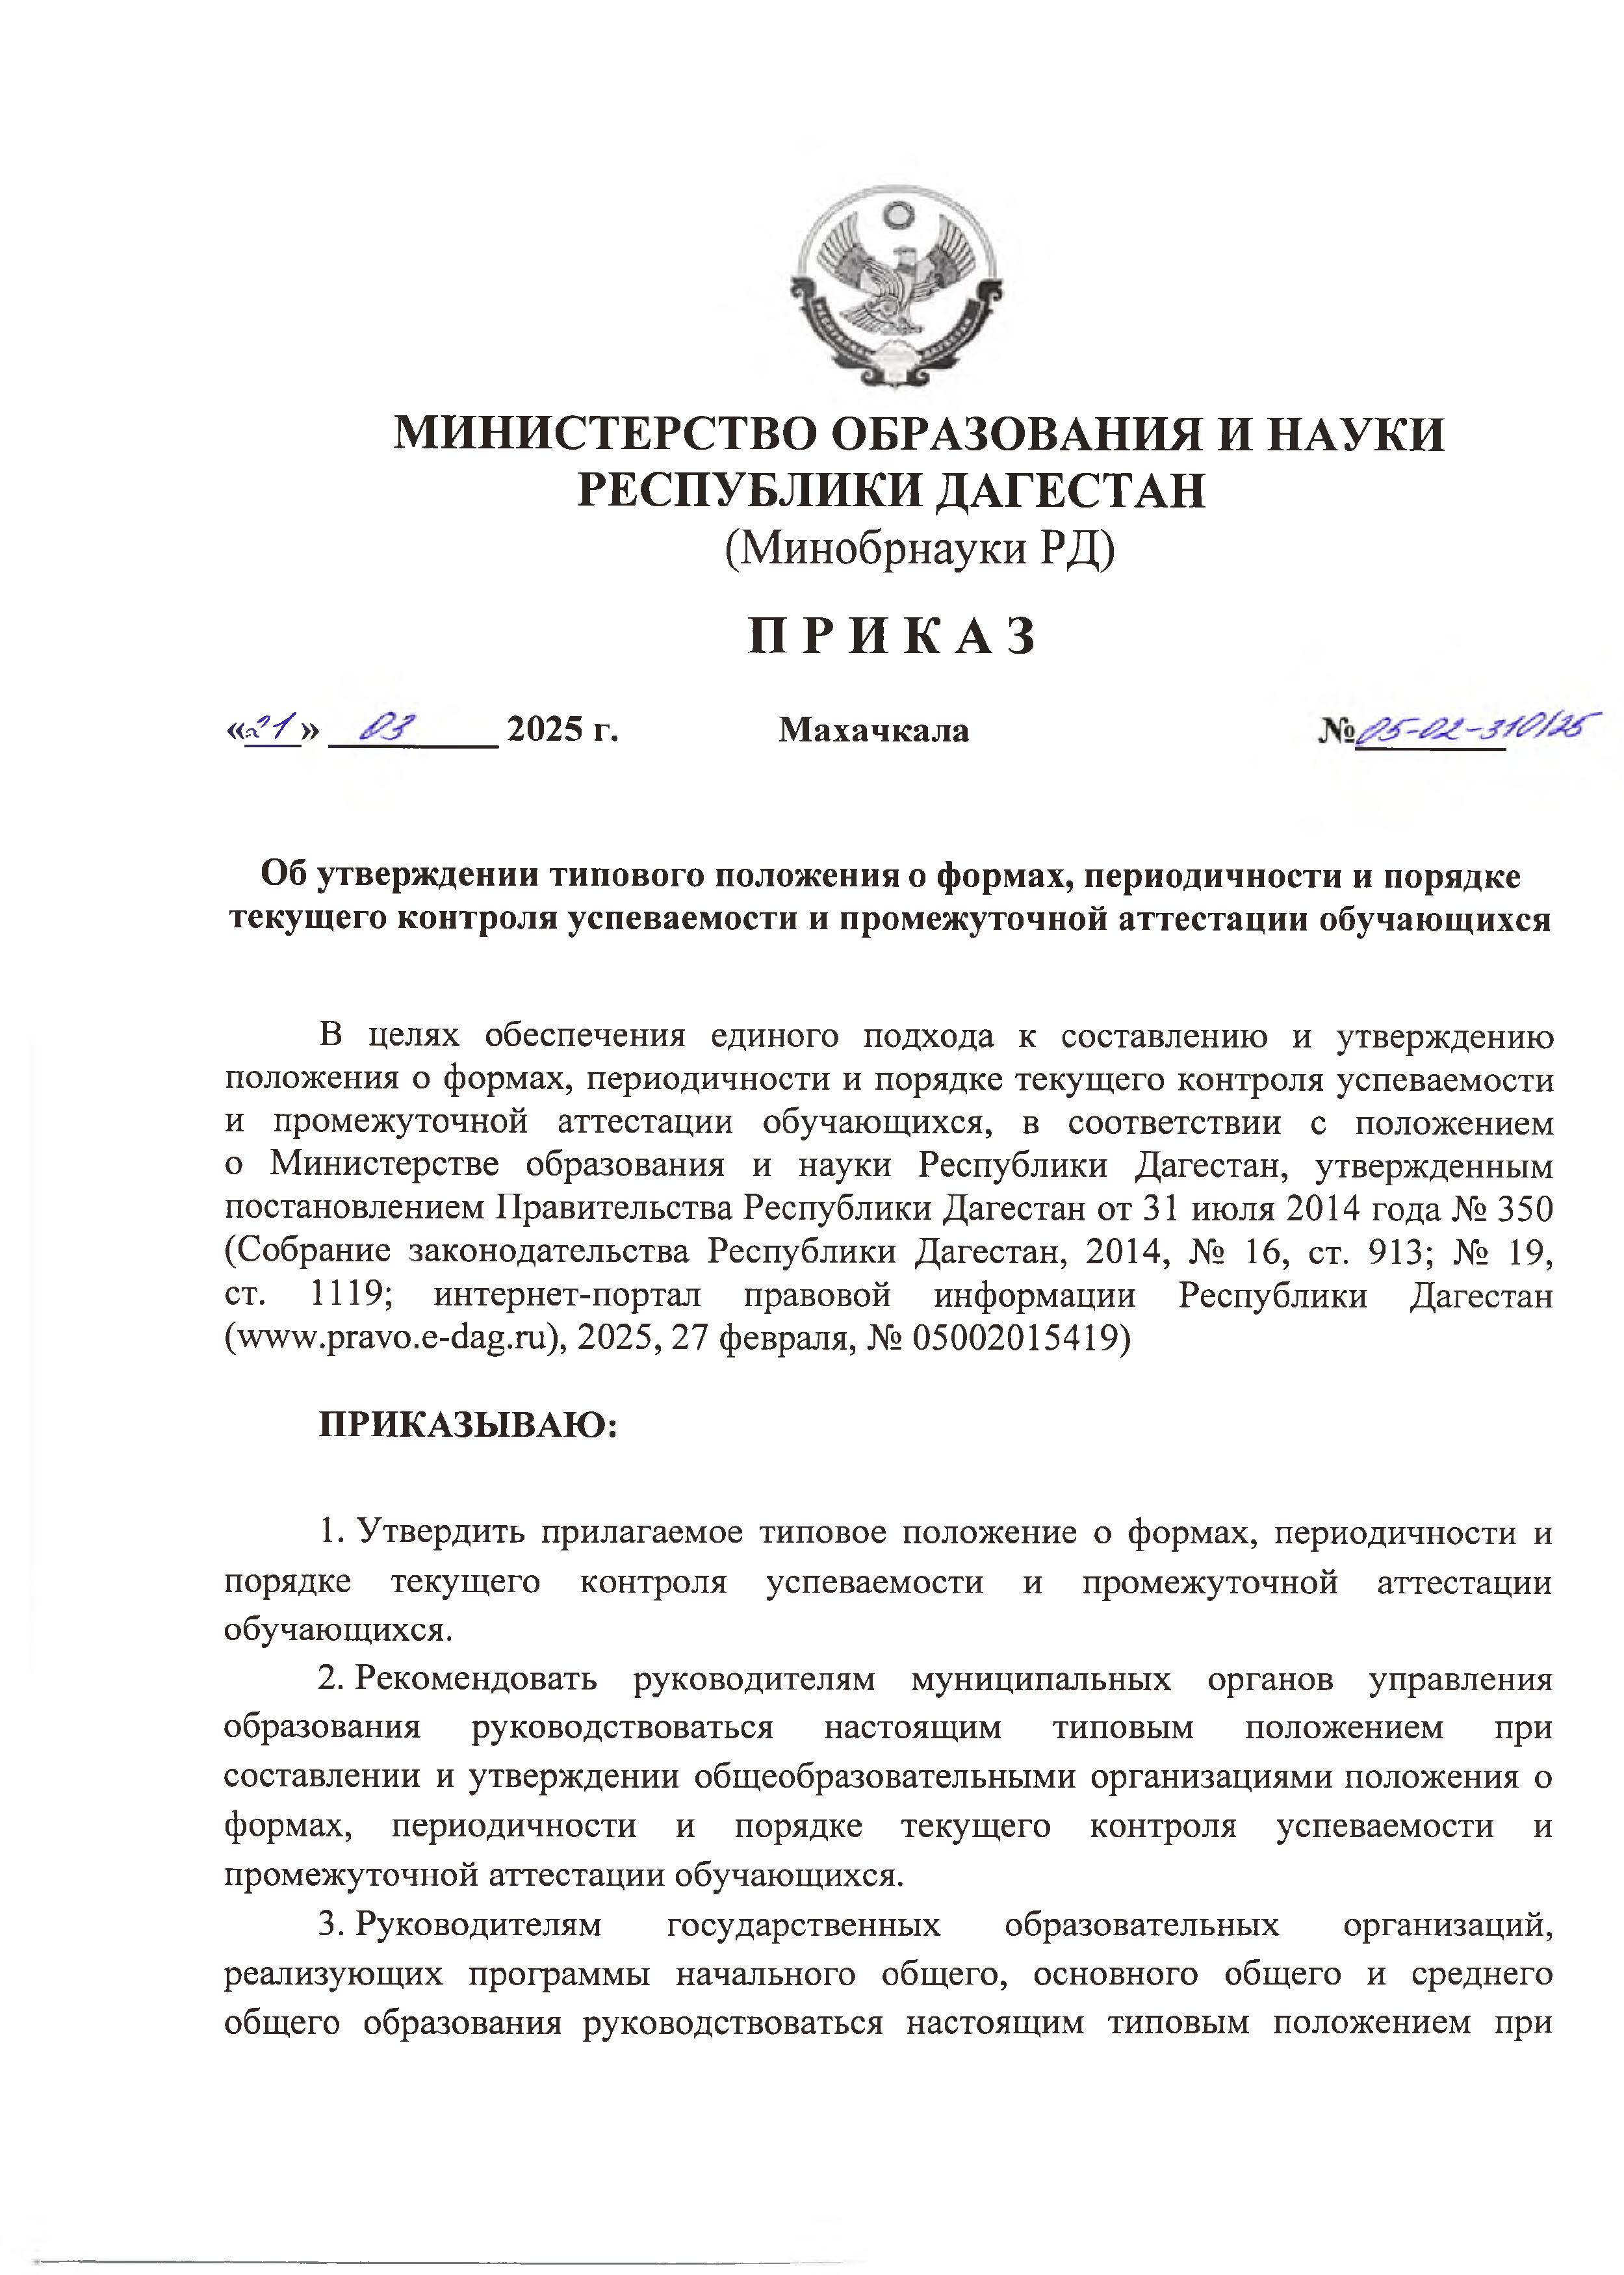 МИНИСТЕРСТВО ОБРАЗОВАНИЯ И НАУКИ
РЕСПУБЛИКИ ДАГЕСТАН
(Минобрнауки РД)
П Р И К А З
«21» 03 2025 г. Махачкала №05-02-310/25
Об утверждении типового положения о формах, периодичности и порядке
текущего контроля успеваемости и промежуточной аттестации обучающихся
В целях обеспечения единого подхода к составлению и утверждению
положения о формах, периодичности и порядке текущего контроля успеваемости
и промежуточной аттестации обучающихся, в соответствии с положением
о Министерстве образования и науки Республики Дагестан, утвержденным
постановлением Правительства Республики Дагестан от 31 июля 2014 года № 350
(Собрание законодательства Республики Дагестан, 2014, № 16, ст. 913; № 19,
ст. 1119; интернет-портал правовой информации Республики Дагестан
(www.pravo.e-dag.ru), 2025, 27 февраля, № 05002015419)
ПРИКАЗЫВАЮ:
1. Утвердить прилагаемое типовое положение о формах, периодичности и
порядке текущего контроля успеваемости и промежуточной аттестации
обучающихся.
2. Рекомендовать руководителям муниципальных органов управления
образования руководствоваться настоящим типовым положением при
составлении и утверждении общеобразовательными организациями положения о
формах, периодичности и порядке текущего контроля успеваемости и
промежуточной аттестации обучающихся.
3. Руководителям государственных образовательных организаций,
реализующих программы начального общего, основного общего и среднего
общего образования руководствоваться настоящим типовым положением при